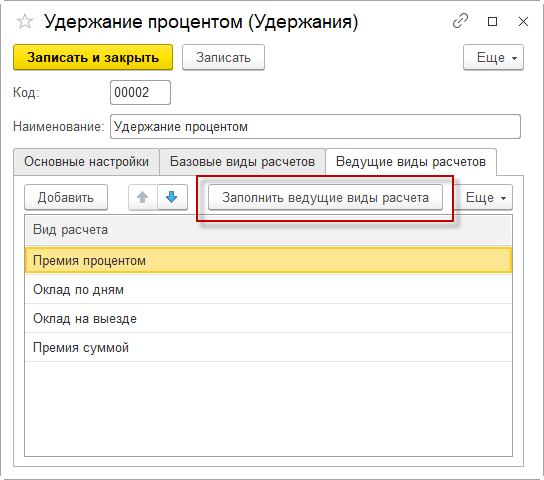 Удержание процентом (Удержания)
Записать и закрыть Записать Еще
Код: 00002
Наименование: Удержание процентом
Основные настройки Базовые виды расчетов Ведущие виды расчетов
Добавить Заполнить ведущие виды расчета Еще
Вид расчета
Премия процентом
Оклад по дням
Оклад на выезде
Премия суммой